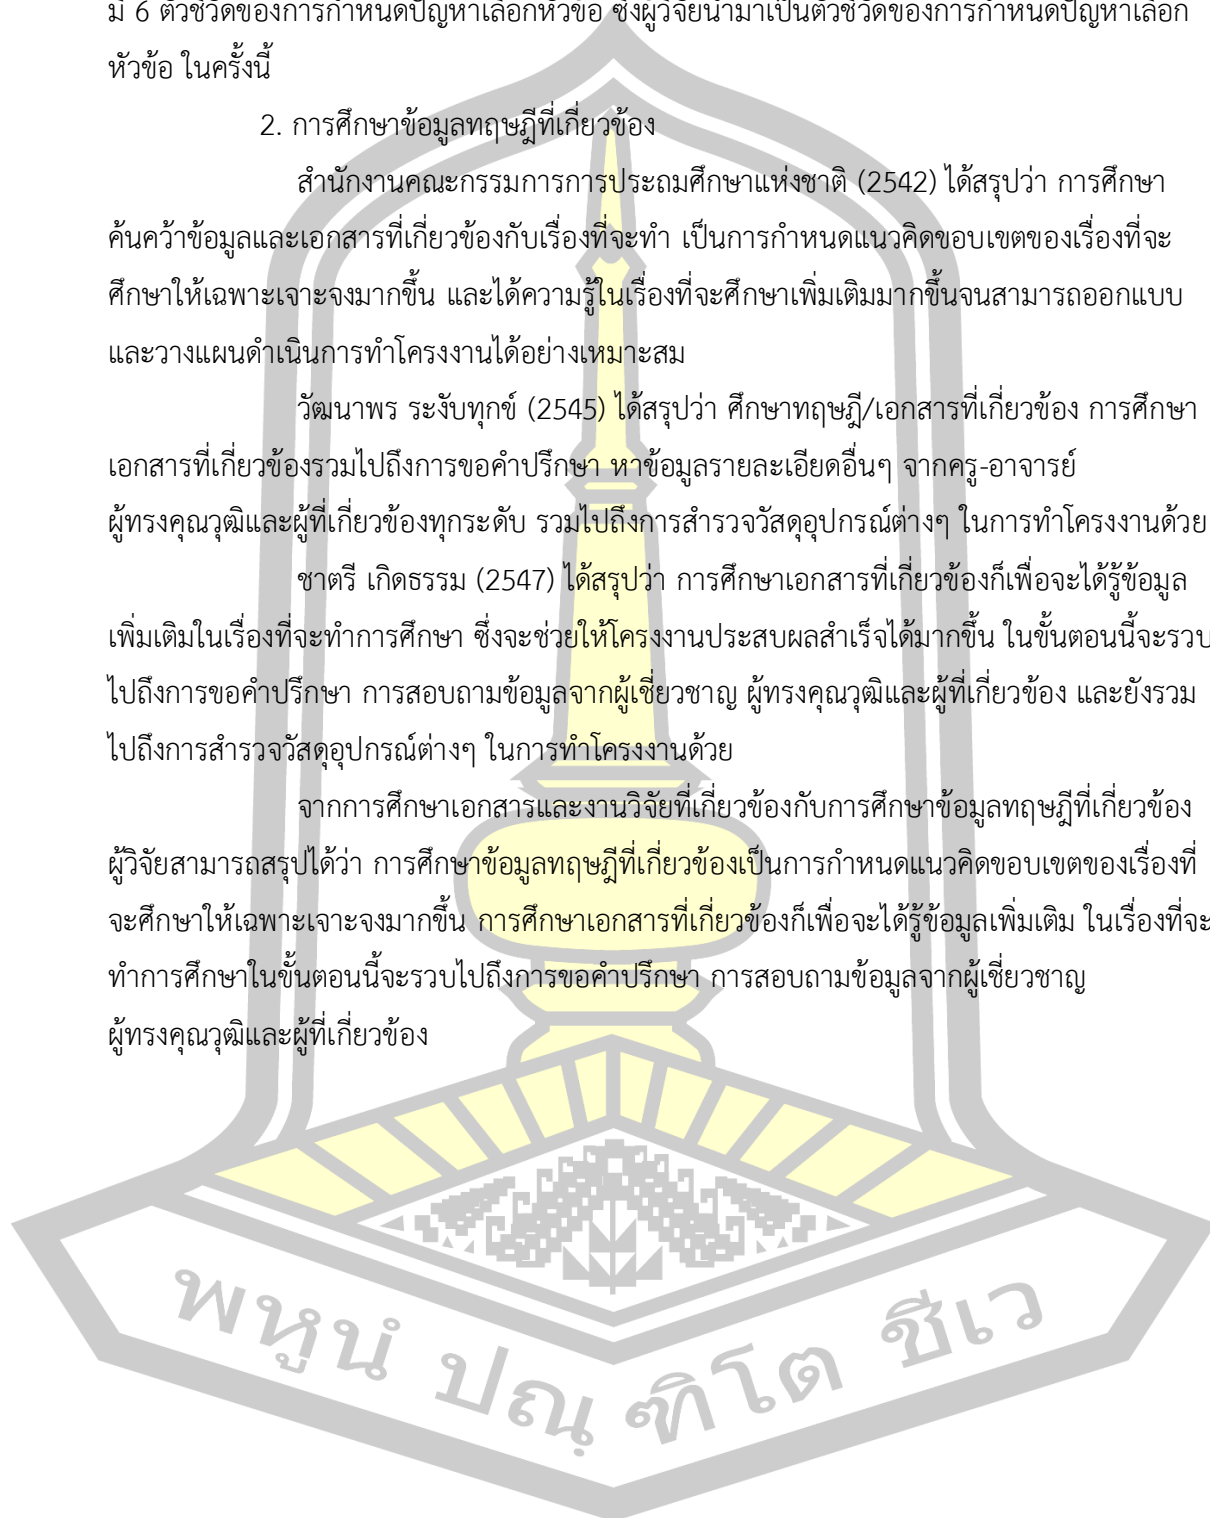 มี 6 ตัวชี้วัดของการกำหนดปัญหาเลือกหัวข้อ ซึ่งผู้วิจัยนำมาเป็นตัวชี้วัดของการกำหนดปัญหาเลือก
หัวข้อ ในครั้งนี้
2. การศึกษาข้อมูลทฤษฎีที่เกี่ยวข้อง
สำนักงานคณะกรรมการการประถมศึกษาแห่งชาติ (2542) ได้สรุปว่า การศึกษา
ค้นคว้าข้อมูลและเอกสารที่เกี่ยวข้องกับเรื่องที่จะทำ เป็นการกำหนดแนวคิดขอบเขตของเรื่องที่จะ
ศึกษาให้เฉพาะเจาะจงมากขึ้น และได้ความรู้ในเรื่องที่จะศึกษาเพิ่มเติมมากขึ้นจนสามารถออกแบบ
และวางแผนดำเนินการทำโครงงานได้อย่างเหมาะสม
วัฒนาพร ระงับทุกข์ (2545) ได้สรุปว่า ศึกษาทฤษฎี/เอกสารที่เกี่ยวข้อง การศึกษา
เอกสารที่เกี่ยวข้องรวมไปถึงการขอคำปรึกษา หาข้อมูลรายละเอียดอื่นๆ จากครู-อาจารย์
ผู้ทรงคุณวุฒิและผู้ที่เกี่ยวข้องทุกระดับ รวมไปถึงการสำรวจวัสดุอุปกรณ์ต่างๆ ในการทำโครงงานด้วย
ชาตรี เกิดธรรม (2547) ได้สรุปว่า การศึกษาเอกสารที่เกี่ยวข้องก็เพื่อจะได้รู้ข้อมูล
เพิ่มเติมในเรื่องที่จะทำการศึกษา ซึ่งจะช่วยให้โครงงานประสบผลสำเร็จได้มากขึ้น ในขั้นตอนนี้จะรวบ
ไปถึงการขอคำปรึกษา การสอบถามข้อมูลจากผู้เชี่ยวชาญ ผู้ทรงคุณวุฒิและผู้ที่เกี่ยวข้อง และยังรวม
ไปถึงการสำรวจวัสดุอุปกรณ์ต่างๆ ในการทำโครงงานด้วย
จากการศึกษาเอกสารและงานวิจัยที่เกี่ยวข้องกับการศึกษาข้อมูลทฤษฎีที่เกี่ยวข้อง
ผู้วิจัยสามารถสรุปได้ว่า การศึกษาข้อมูลทฤษฎีที่เกี่ยวข้องเป็นการกำหนดแนวคิดขอบเขตของเรื่องที่
จะศึกษาให้เฉพาะเจาะจงมากขึ้น การศึกษาเอกสารที่เกี่ยวข้องก็เพื่อจะได้รู้ข้อมูลเพิ่มเติม ในเรื่องที่จะ
ทำการศึกษาในขั้นตอนนี้จะรวบไปถึงการขอคำปรึกษา การสอบถามข้อมูลจากผู้เชี่ยวชาญ
ผู้ทรงคุณวุฒิและผู้ที่เกี่ยวข้อง
พหูนํ ปณฺฑิโต ชีเว